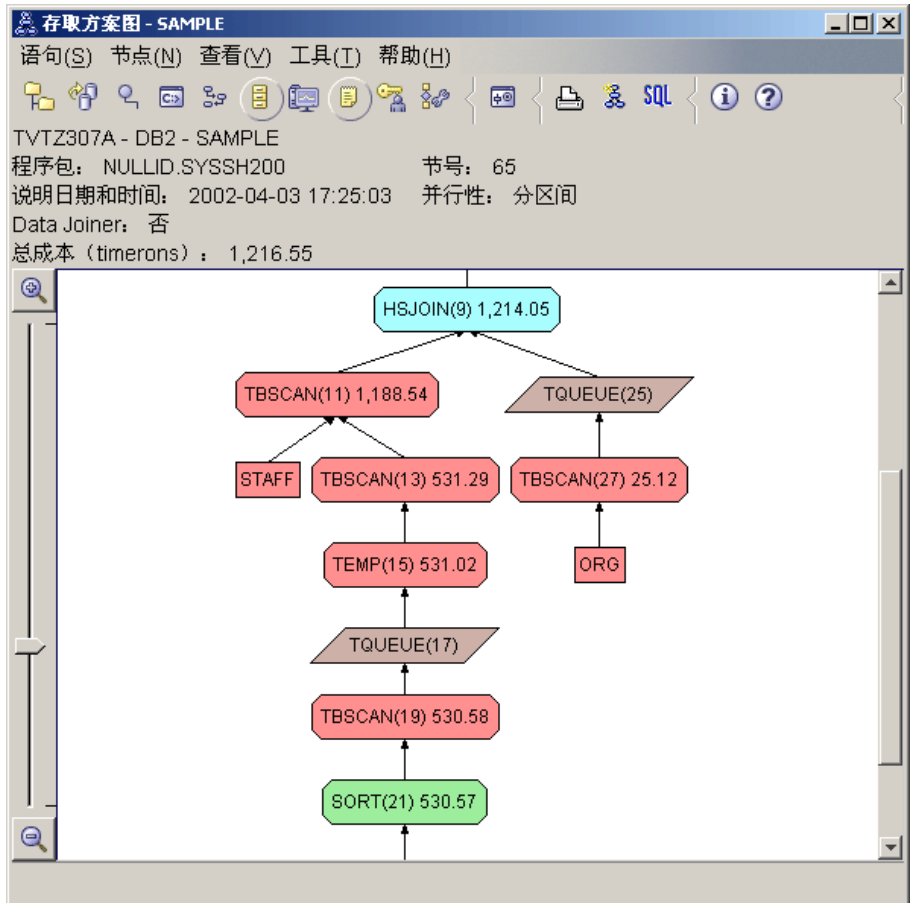 存取方案图 - SAMPLE
语句(S) 节点(N) 查看(V) 工具(T) 帮助(H)
SQL
TVTZ307A - DB2 - SAMPLE
程序包： NULLID.SYSSH200 节号： 65
说明日期和时间： 2002-04-03 17:25:03 并行性： 分区间
Data Joiner： 否
总成本（timerons）： 1,216.55
HSJOIN(9) 1,214.05
TBSCAN(11) 1,188.54 TQUEUE(25)
STAFF TBSCAN(13) 531.29 TBSCAN(27) 25.12
TEMP(15) 531.02 ORG
TQUEUE(17)
TBSCAN(19) 530.58
SORT(21) 530.57